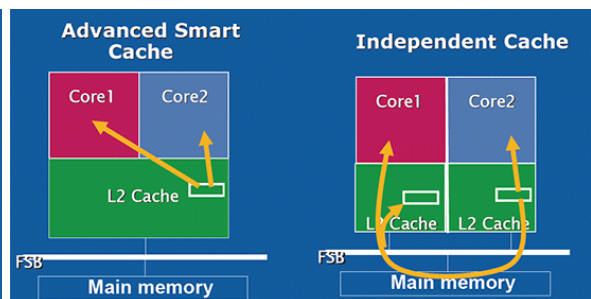 Advanced Smart
Cache
Core1
Core2
L2 Cache
FSB
Main memory
Independent Cache
Core1
Core2
L2 Cache
L2 Cache
FSB
Main memory